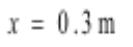 x = 0.3 m